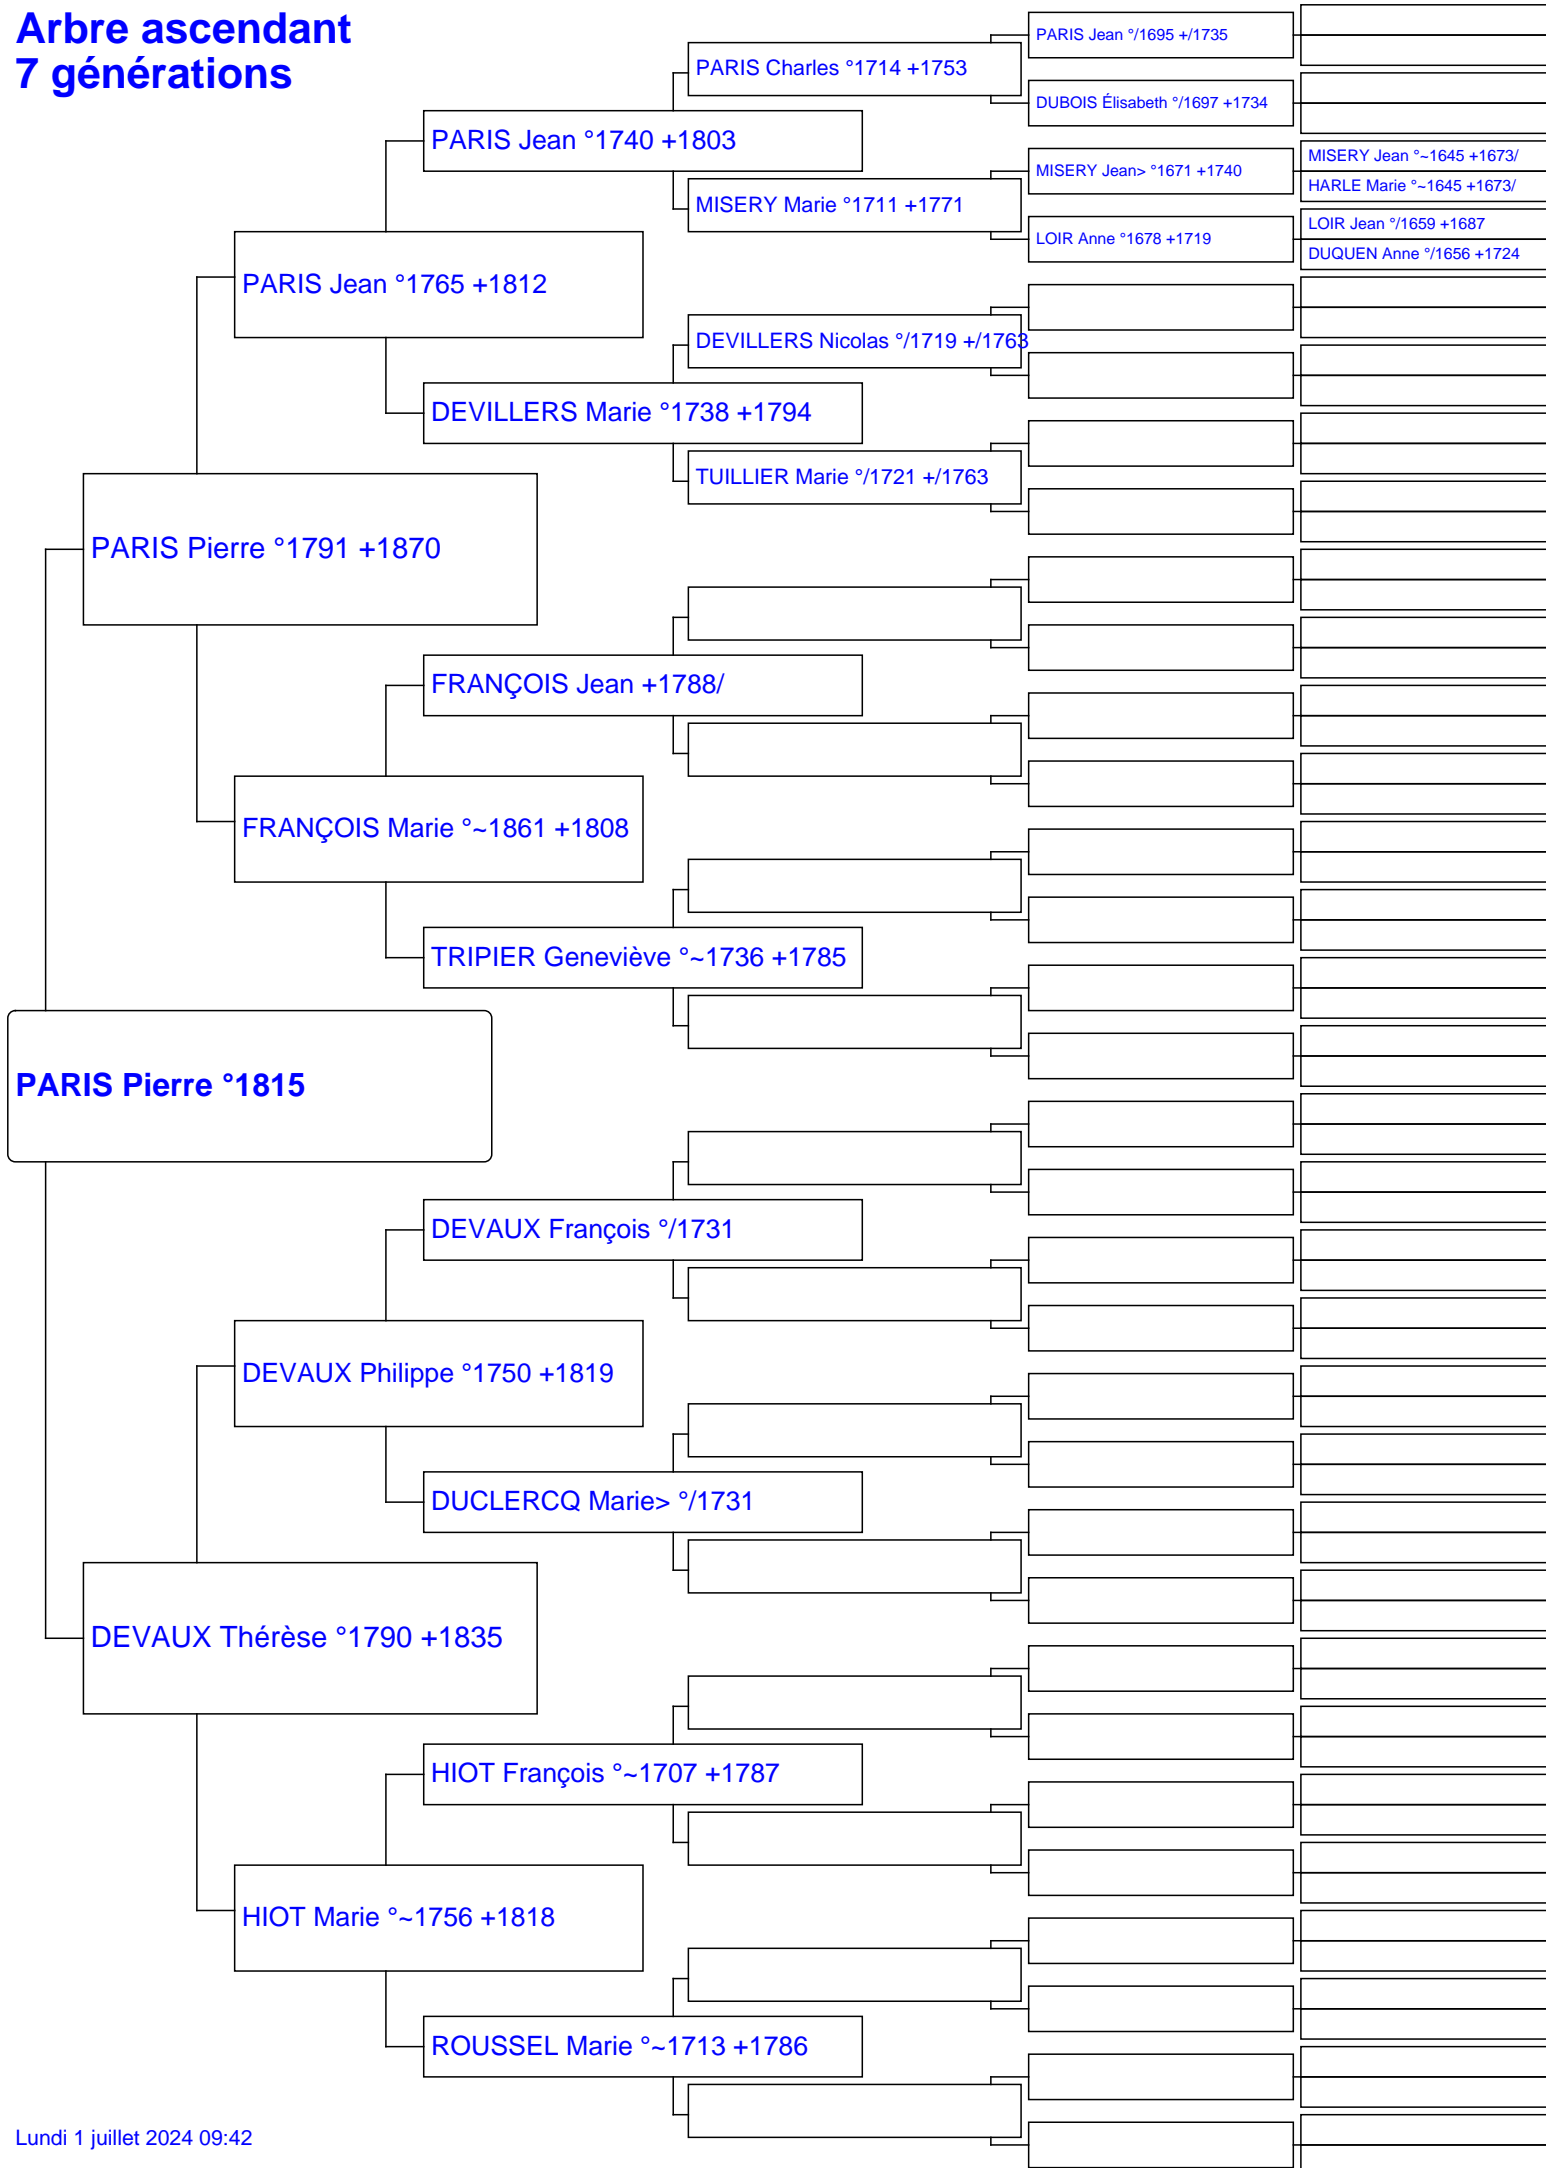 Arbre ascendant
7 générations
PARIS Jean °/1695 +/1735
PARIS Charles °1714 +1753
DUBOIS Élisabeth °/1697 +1734
PARIS Jean °1740 +1803
MISERY Jean °~1645 +1673/
MISERY Jean> °1671 +1740
HARLE Marie °~1645 +1673/
MISERY Marie °1711 +1771
LOIR Jean °/1659 +1687
LOIR Anne °1678 +1719
DUQUEN Anne °/1656 +1724
PARIS Jean °1765 +1812
DEVILLERS Nicolas °/1719 +/1763
DEVILLERS Marie °1738 +1794
TUILLIER Marie °/1721 +/1763
PARIS Pierre °1791 +1870
FRANÇOIS Jean +1788/
FRANÇOIS Marie °~1861 +1808
TRIPIER Geneviève °~1736 +1785
PARIS Pierre °1815
DEVAUX François °/1731
DEVAUX Philippe °1750 +1819
DUCLERCQ Marie> °/1731
DEVAUX Thérèse °1790 +1835
HIOT François °~1707 +1787
HIOT Marie °~1756 +1818
ROUSSEL Marie °~1713 +1786
Lundi 1 juillet 2024 09:42